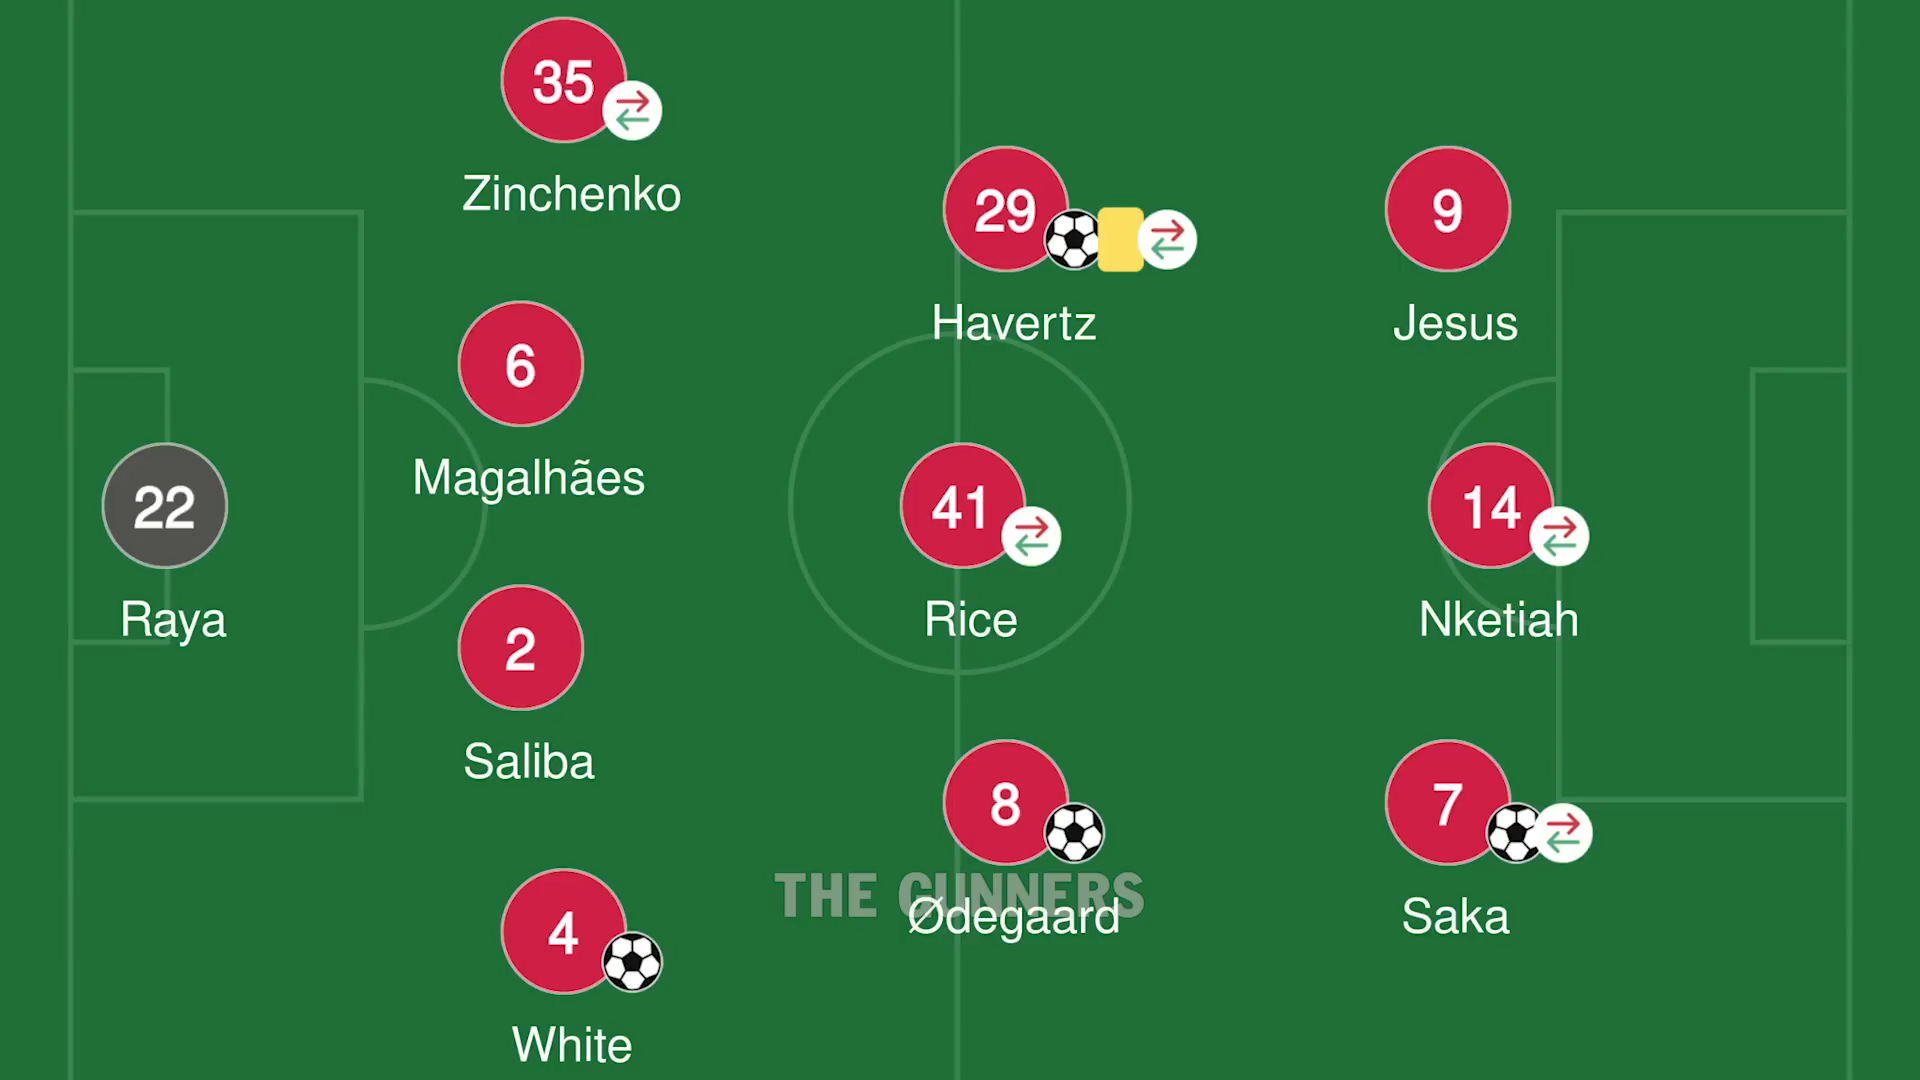 35
Zinchenko
29
Havertz
9
Jesus
6
Magalhães
22
Raya
41
Rice
14
Nketiah
2
Saliba
8
Ødegaard
7
Saka
THE GUNNERS
4
White